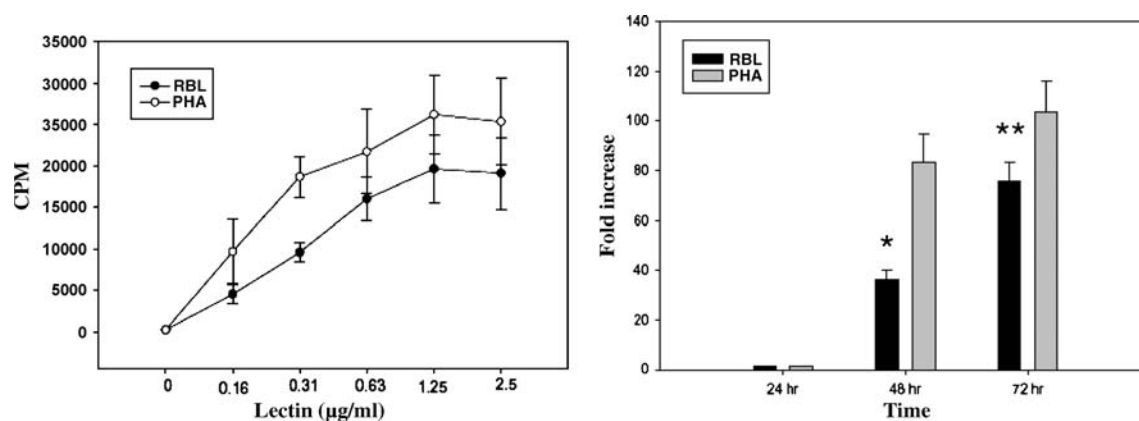 35000
30000
35000
20000
15000
10000
5000
0
CPM
RBL
PHA
0 0.16 0.31 0.63 1.25 2.5
Lectin (µg/ml)
140
120
100
80
60
40
20
0
Fold increase
RBL
PHA
*
**
24 hr 48 hr 72 hr
Time